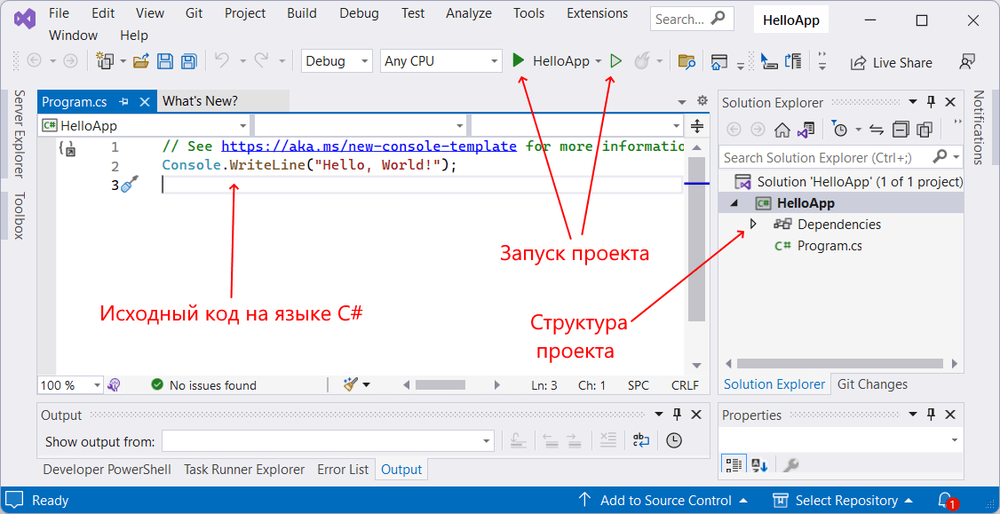 File Edit View Git Project Build Debug Test Analyze Tools Extensions Search... HelloApp
Window Help
Debug Any CPU HelloApp Live Share
Server Explorer
Toolbox
Program.cs What's New?
HelloApp
1 // See https://aka.ms/new-console-template for more informatio
2 Console.WriteLine("Hello, World!");
3
Запуск проекта
Исходный код на языке C#
Структура
проекта
100 % No issues found Ln: 3 Ch: 1 SPC CRLF
Solution Explorer
Search Solution Explorer (Ctrl+;)
Solution 'HelloApp' (1 of 1 project)
C# HelloApp
Dependencies
C# Program.cs
Solution Explorer Git Changes
Notifications
Output
Show output from:
Developer PowerShell Task Runner Explorer Error List Output
Properties
Ready Add to Source Control Select Repository 1